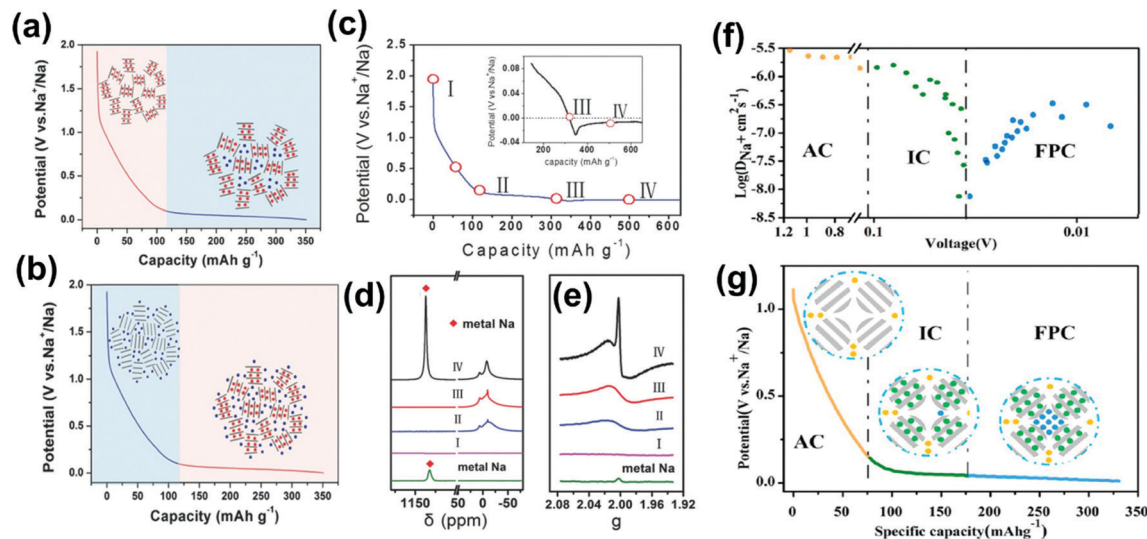 (a)
Potential (V vs.Na⁺/Na)
2.0
1.5
1.0
0.5
0.0
0 50 100 150 200 250 300 350
Capacity (mAh g⁻¹)
(b)
Potential (V vs.Na⁺/Na)
2.0
1.5
1.0
0.5
0.0
0 50 100 150 200 250 300 350
Capacity (mAh g⁻¹)
(c)
Potential (V vs.Na⁺/Na)
2.5
2.0
1.5
1.0
0.5
0.0
0 100 200 300 400 500 600
Capacity (mAh g⁻¹)
I
II
III
IV
Potential (V vs.Na⁺/Na)
0.08
0.04
0.00
-0.04
200 400 600
capacity (mAh g⁻¹)
III
IV
(d)
metal Na
IV
III
II
I
metal Na
1150 50 0 -50
δ (ppm)
(e)
IV
III
II
I
metal Na
2.08 2.04 2.00 1.96 1.92
g
(f)
Log(D_Na⁺ cm² s⁻¹)
-5.5
-6.0
-6.5
-7.0
-7.5
-8.0
-8.5
AC
IC
FPC
1.2 1 0.8 0.1 0.01
Voltage(V)
(g)
Potential(V vs.Na⁺/Na)
1.0
0.5
0.0
AC
IC
FPC
0 50 100 150 200 250 300 350
Specific capacity(mAhg⁻¹)